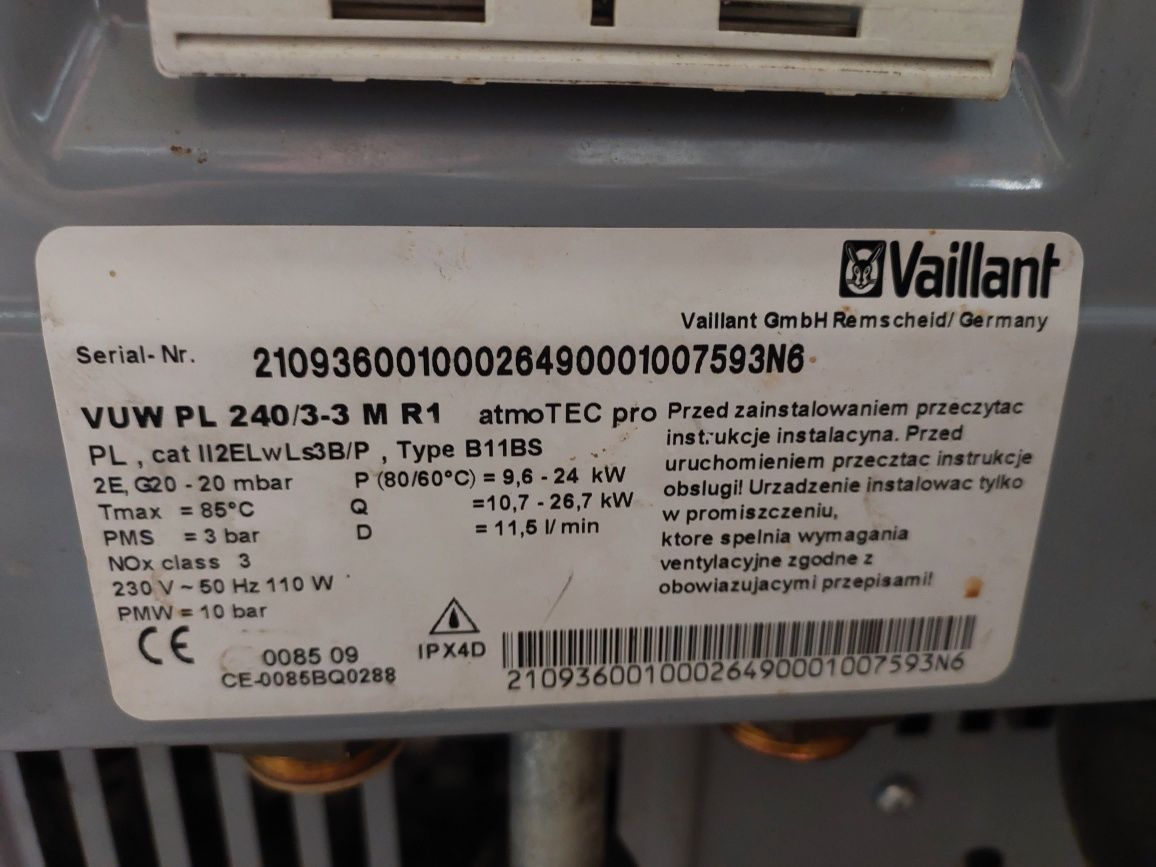 Vaillant
Vaillant GmbH Remscheid/ Germany
Serial-Nr. 21093600100026490001007593N6
VUW PL 240/3-3 M R1 atmoTEC pro
PL , cat II2ELwLs3B/P , Type B11BS
2E, G20 - 20 mbar P (80/60°C) = 9,6 - 24 kW
Tmax = 85°C Q =10,7 - 26,7 kW
PMS = 3 bar D = 11,5 l/ min
NOx class 3
230 V ~ 50 Hz 110 W
PMW = 10 bar
Przed zainstalowaniem przeczytac
instrukcje instalacyna. Przed
uruchomieniem przecztac instrukcje
obslugi! Urzadzenie instalowac tylko
w promiszczeniu,
ktore spelnia wymagania
ventylacyjne zgodne z
obowiazujacymi przepisami!
CE 0085 09
CE-0085BQ0288
IPX4D
21093600100026490001007593N6